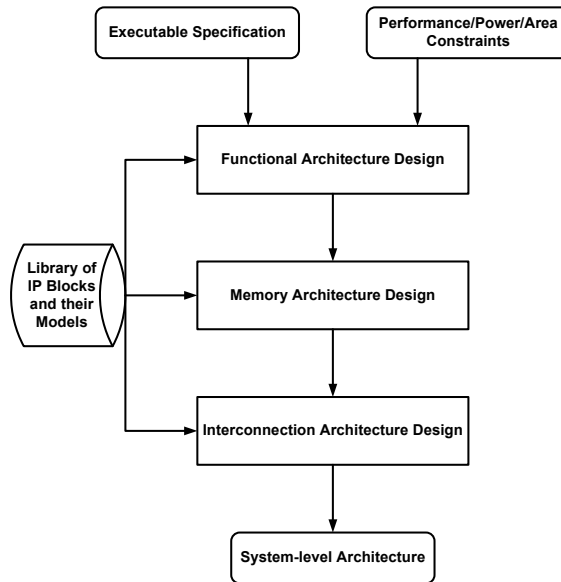 Executable Specification
Performance/Power/Area
Constraints
Functional Architecture Design
Library of
IP Blocks
and their
Models
Memory Architecture Design
Interconnection Architecture Design
System-level Architecture